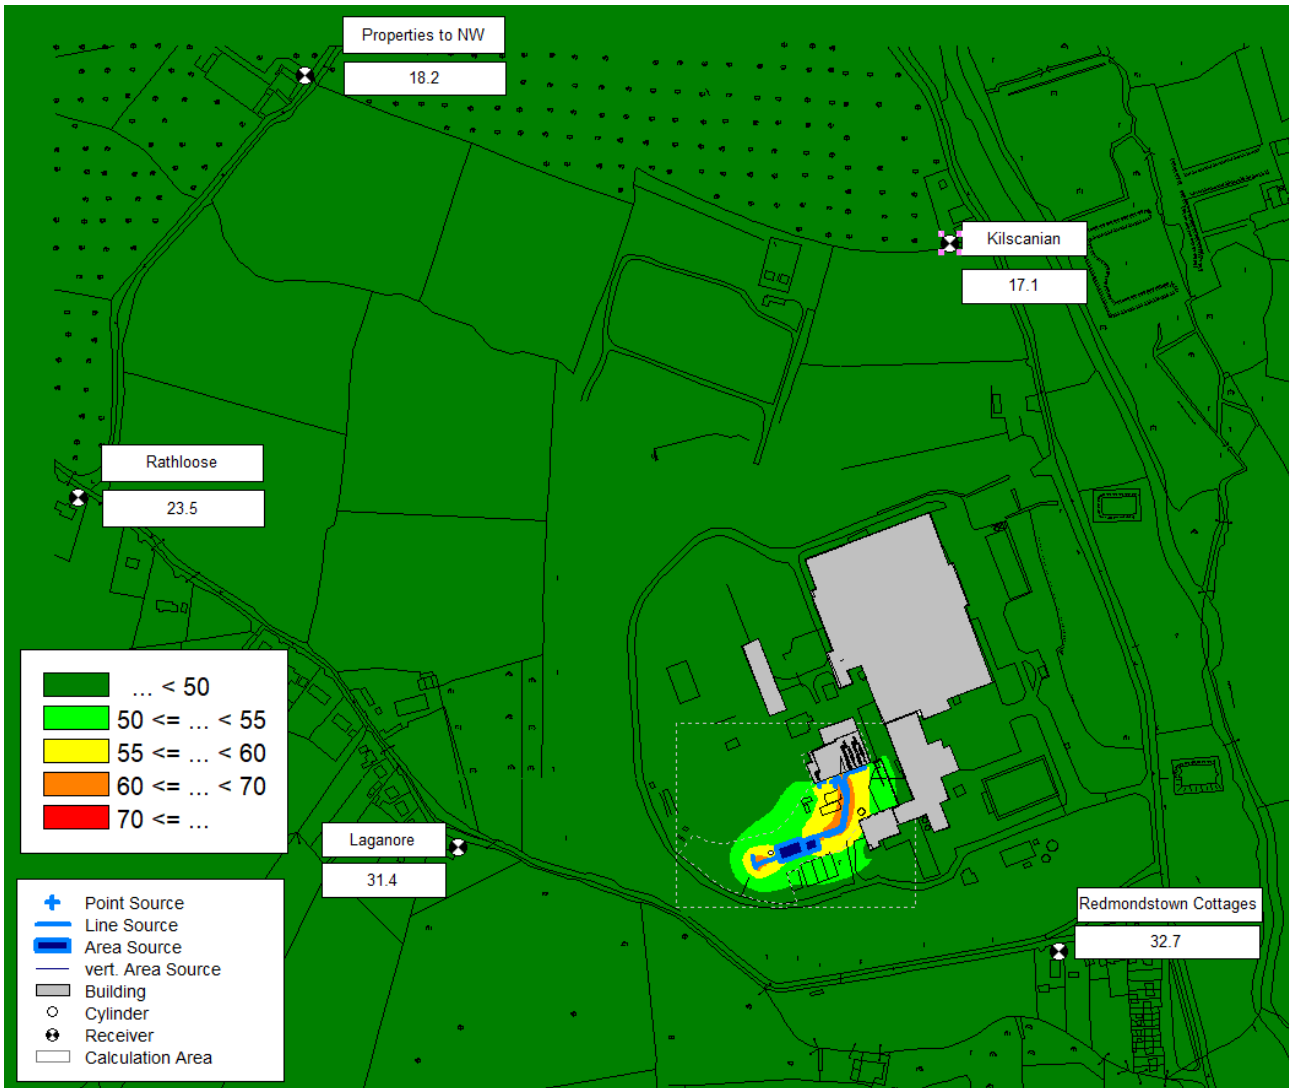 Properties to NW
18.2
Kilscanian
17.1
Rathloose
23.5
... < 50
50 <= ... < 55
55 <= ... < 60
60 <= ... < 70
70 <= ...
Laganore
31.4
Redmondstown Cottages
32.7
Point Source
Line Source
Area Source
vert. Area Source
Building
Cylinder
Receiver
Calculation Area